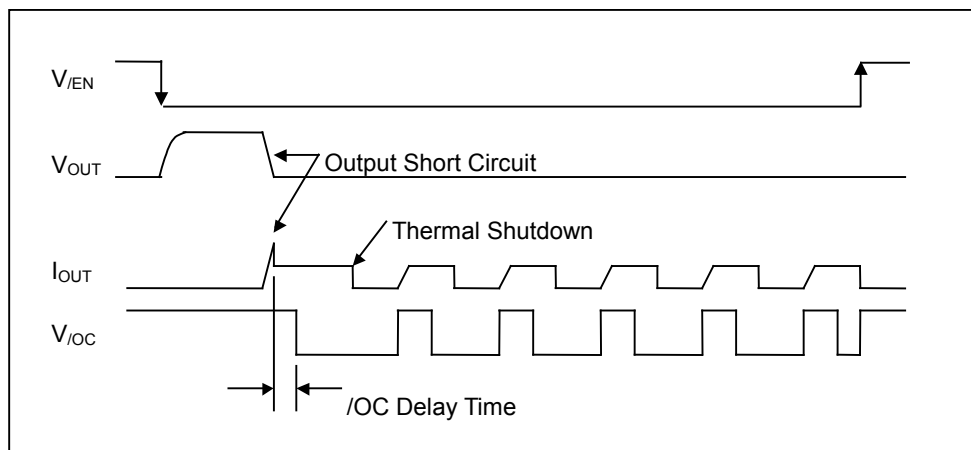 V/EN
VOUT
Output Short Circuit
Thermal Shutdown
IOUT
V/OC
/OC Delay Time